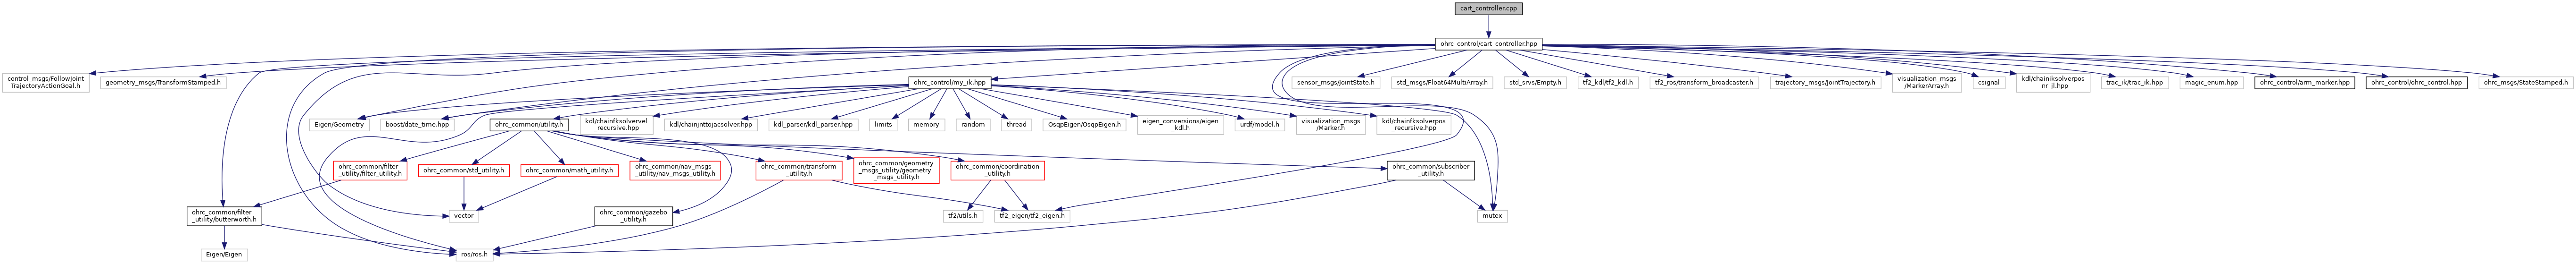 cart_controller.cpp
ohrc_control/cart_controller.hpp
control_msgs/FollowJoint
TrajectoryActionGoal.h
geometry_msgs/TransformStamped.h
ohrc_control/my_ik.hpp
sensor_msgs/JointState.h
std_msgs/Float64MultiArray.h
std_srvs/Empty.h
tf2_kdl/tf2_kdl.h
tf2_ros/transform_broadcaster.h
trajectory_msgs/JointTrajectory.h
visualization_msgs
/MarkerArray.h
csignal
kdl/chainiksolverpos
_nr_jl.hpp
trac_ik/trac_ik.hpp
magic_enum.hpp
ohrc_control/arm_marker.hpp
ohrc_control/ohrc_control.hpp
ohrc_msgs/StateStamped.h
Eigen/Geometry
boost/date_time.hpp
ohrc_common/utility.h
kdl/chainfksolvervel
_recursive.hpp
kdl/chainjnttojacsolver.hpp
kdl_parser/kdl_parser.hpp
limits
memory
random
thread
OsqpEigen/OsqpEigen.h
eigen_conversions/eigen
_kdl.h
urdf/model.h
visualization_msgs
/Marker.h
kdl/chainfksolverpos
_recursive.hpp
ohrc_common/filter
_utility/filter_utility.h
ohrc_common/std_utility.h
ohrc_common/math_utility.h
ohrc_common/nav_msgs
_utility/nav_msgs_utility.h
ohrc_common/transform
_utility.h
ohrc_common/geometry
_msgs_utility/geometry
_msgs_utility.h
ohrc_common/coordination
_utility.h
ohrc_common/subscriber
_utility.h
ohrc_common/filter
_utility/butterworth.h
vector
ohrc_common/gazebo
_utility.h
tf2/utils.h
tf2_eigen/tf2_eigen.h
mutex
Eigen/Eigen
ros/ros.h